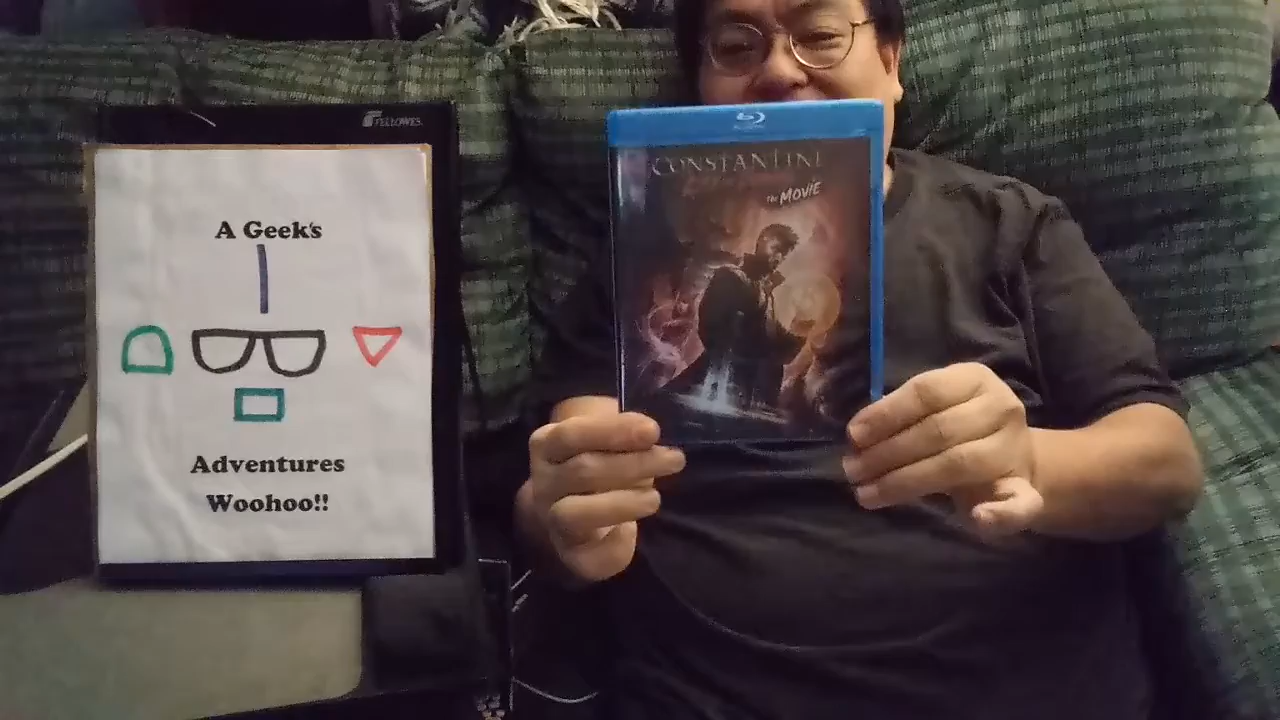 FELLOWES.
A Geek's
Adventures
Woohoo!!
CONSTANTINE
THE MOVIE